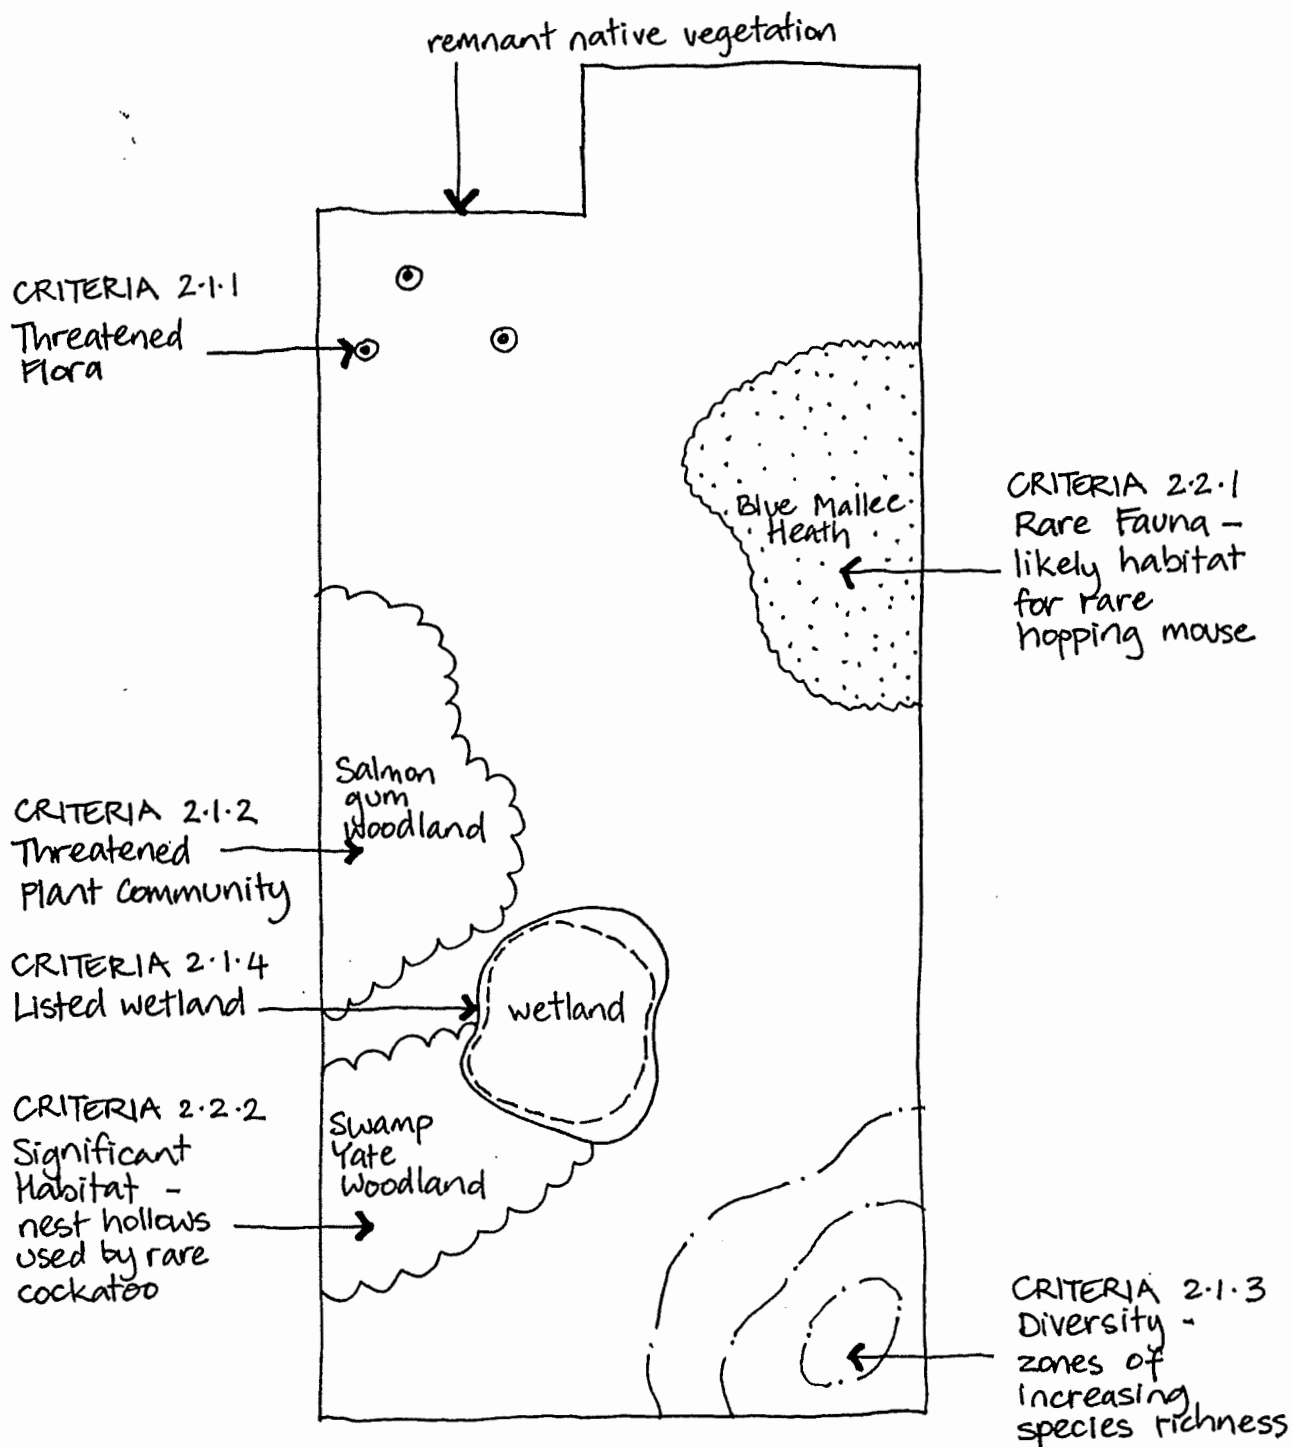 remnant native vegetation
CRITERIA 2.1.1
Threatened
Flora
Blue Mallee
Heath
CRITERIA 2.2.1
Rare Fauna -
likely habitat
for rare
hopping mouse
Salmon
gum
Woodland
CRITERIA 2.1.2
Threatened
Plant Community
CRITERIA 2.1.4
Listed wetland
wetland
CRITERIA 2.2.2
Significant
Habitat -
nest hollows
used by rare
cockatoo
Swamp
Yate
Woodland
CRITERIA 2.1.3
Diversity -
zones of
increasing
species richness